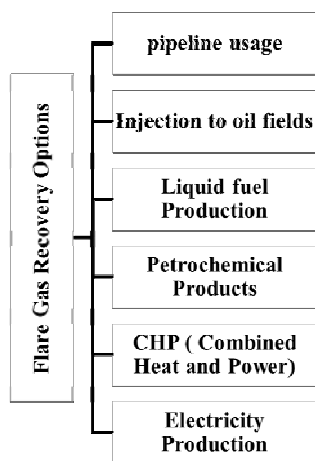 Flare Gas Recovery Options
pipeline usage
Injection to oil fields
Liquid fuel
Production
Petrochemical
Products
CHP ( Combined
Heat and Power)
Electricity
Production